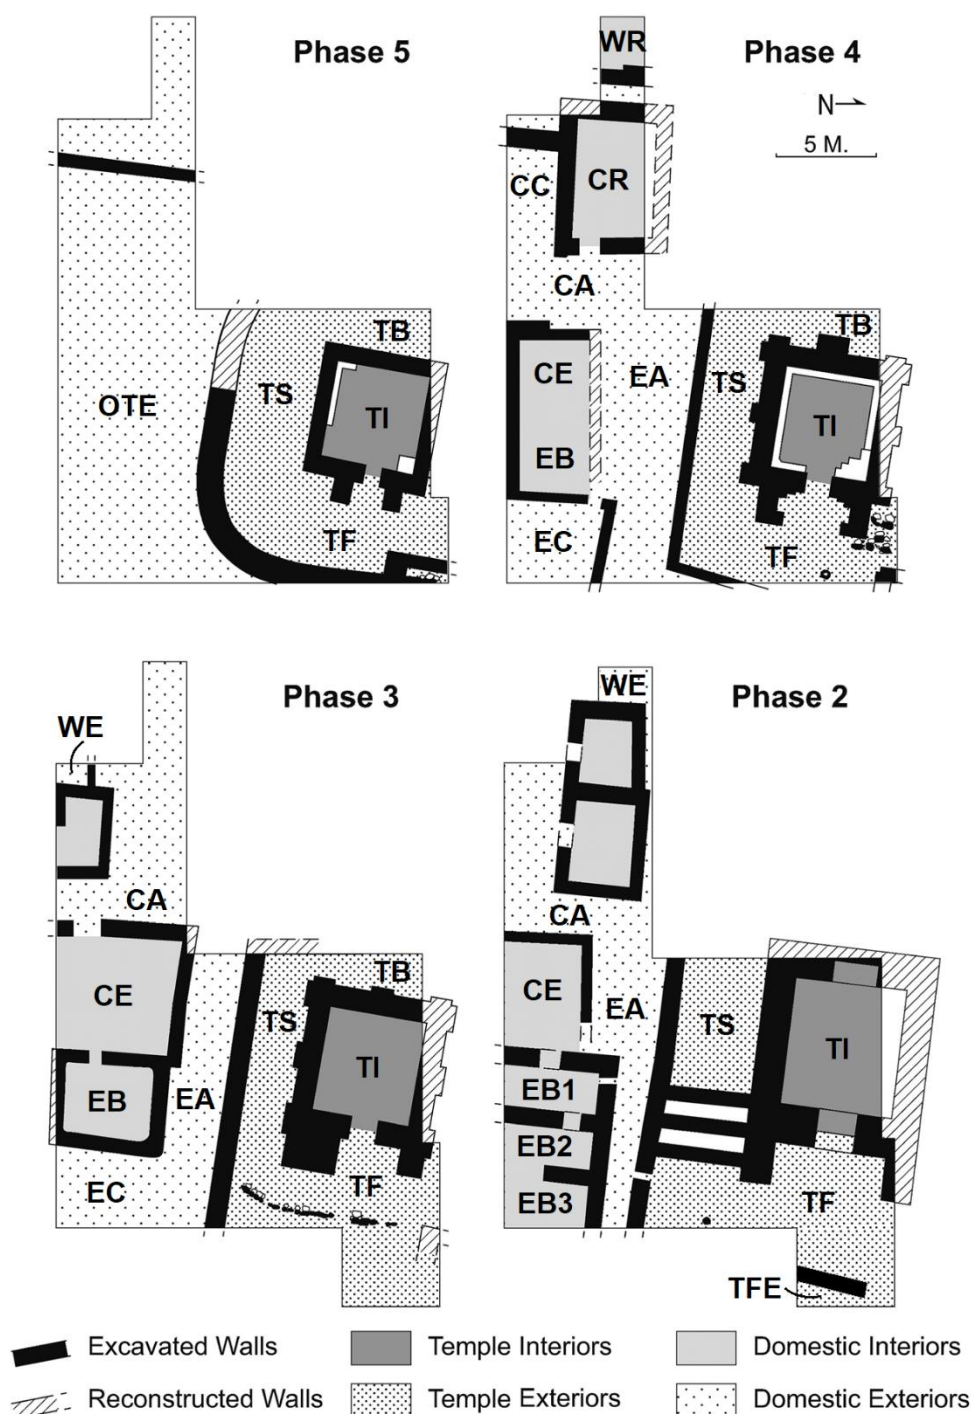 Phase 5
TB
TS
OTE
TI
TF
Phase 4
WR
N
5 M.
CC
CR
CA
TB
CE
EA
TS
TI
EB
EC
TF
Phase 3
WE
CA
TB
CE
TS
TI
EB
EA
EC
TF
Phase 2
WE
CA
CE
EA
TS
TI
EB1
EB2
EB3
TF
TFE
Excavated Walls
Temple Interiors
Domestic Interiors
Reconstructed Walls
Temple Exteriors
Domestic Exteriors